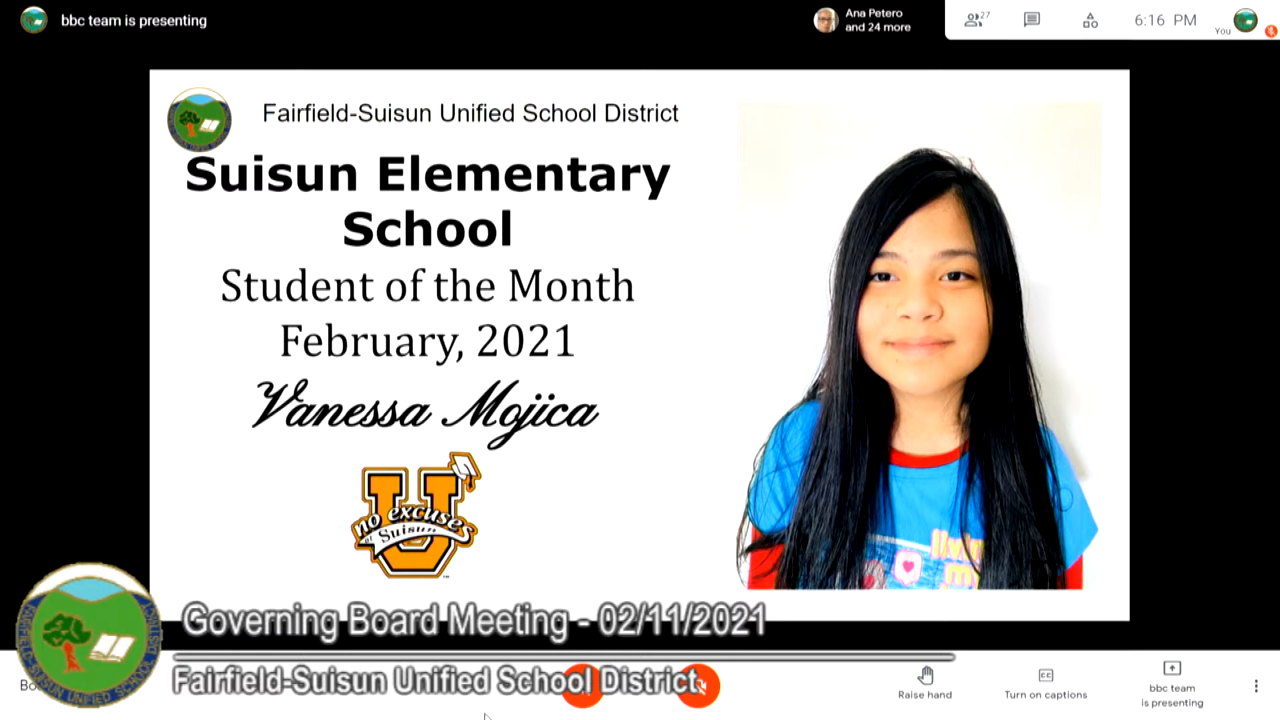 bbc team is presenting
Ana Petero
and 24 more
27
6:16 PM
You
Fairfield-Suisun Unified School District
Suisun Elementary
School
Student of the Month
February, 2021
Vanessa Mojica
no excuses
at Suisun
U
Governing Board Meeting - 02/11/2021
Fairfield-Suisun Unified School District
Raise hand
Turn on captions
bbc team
is presenting